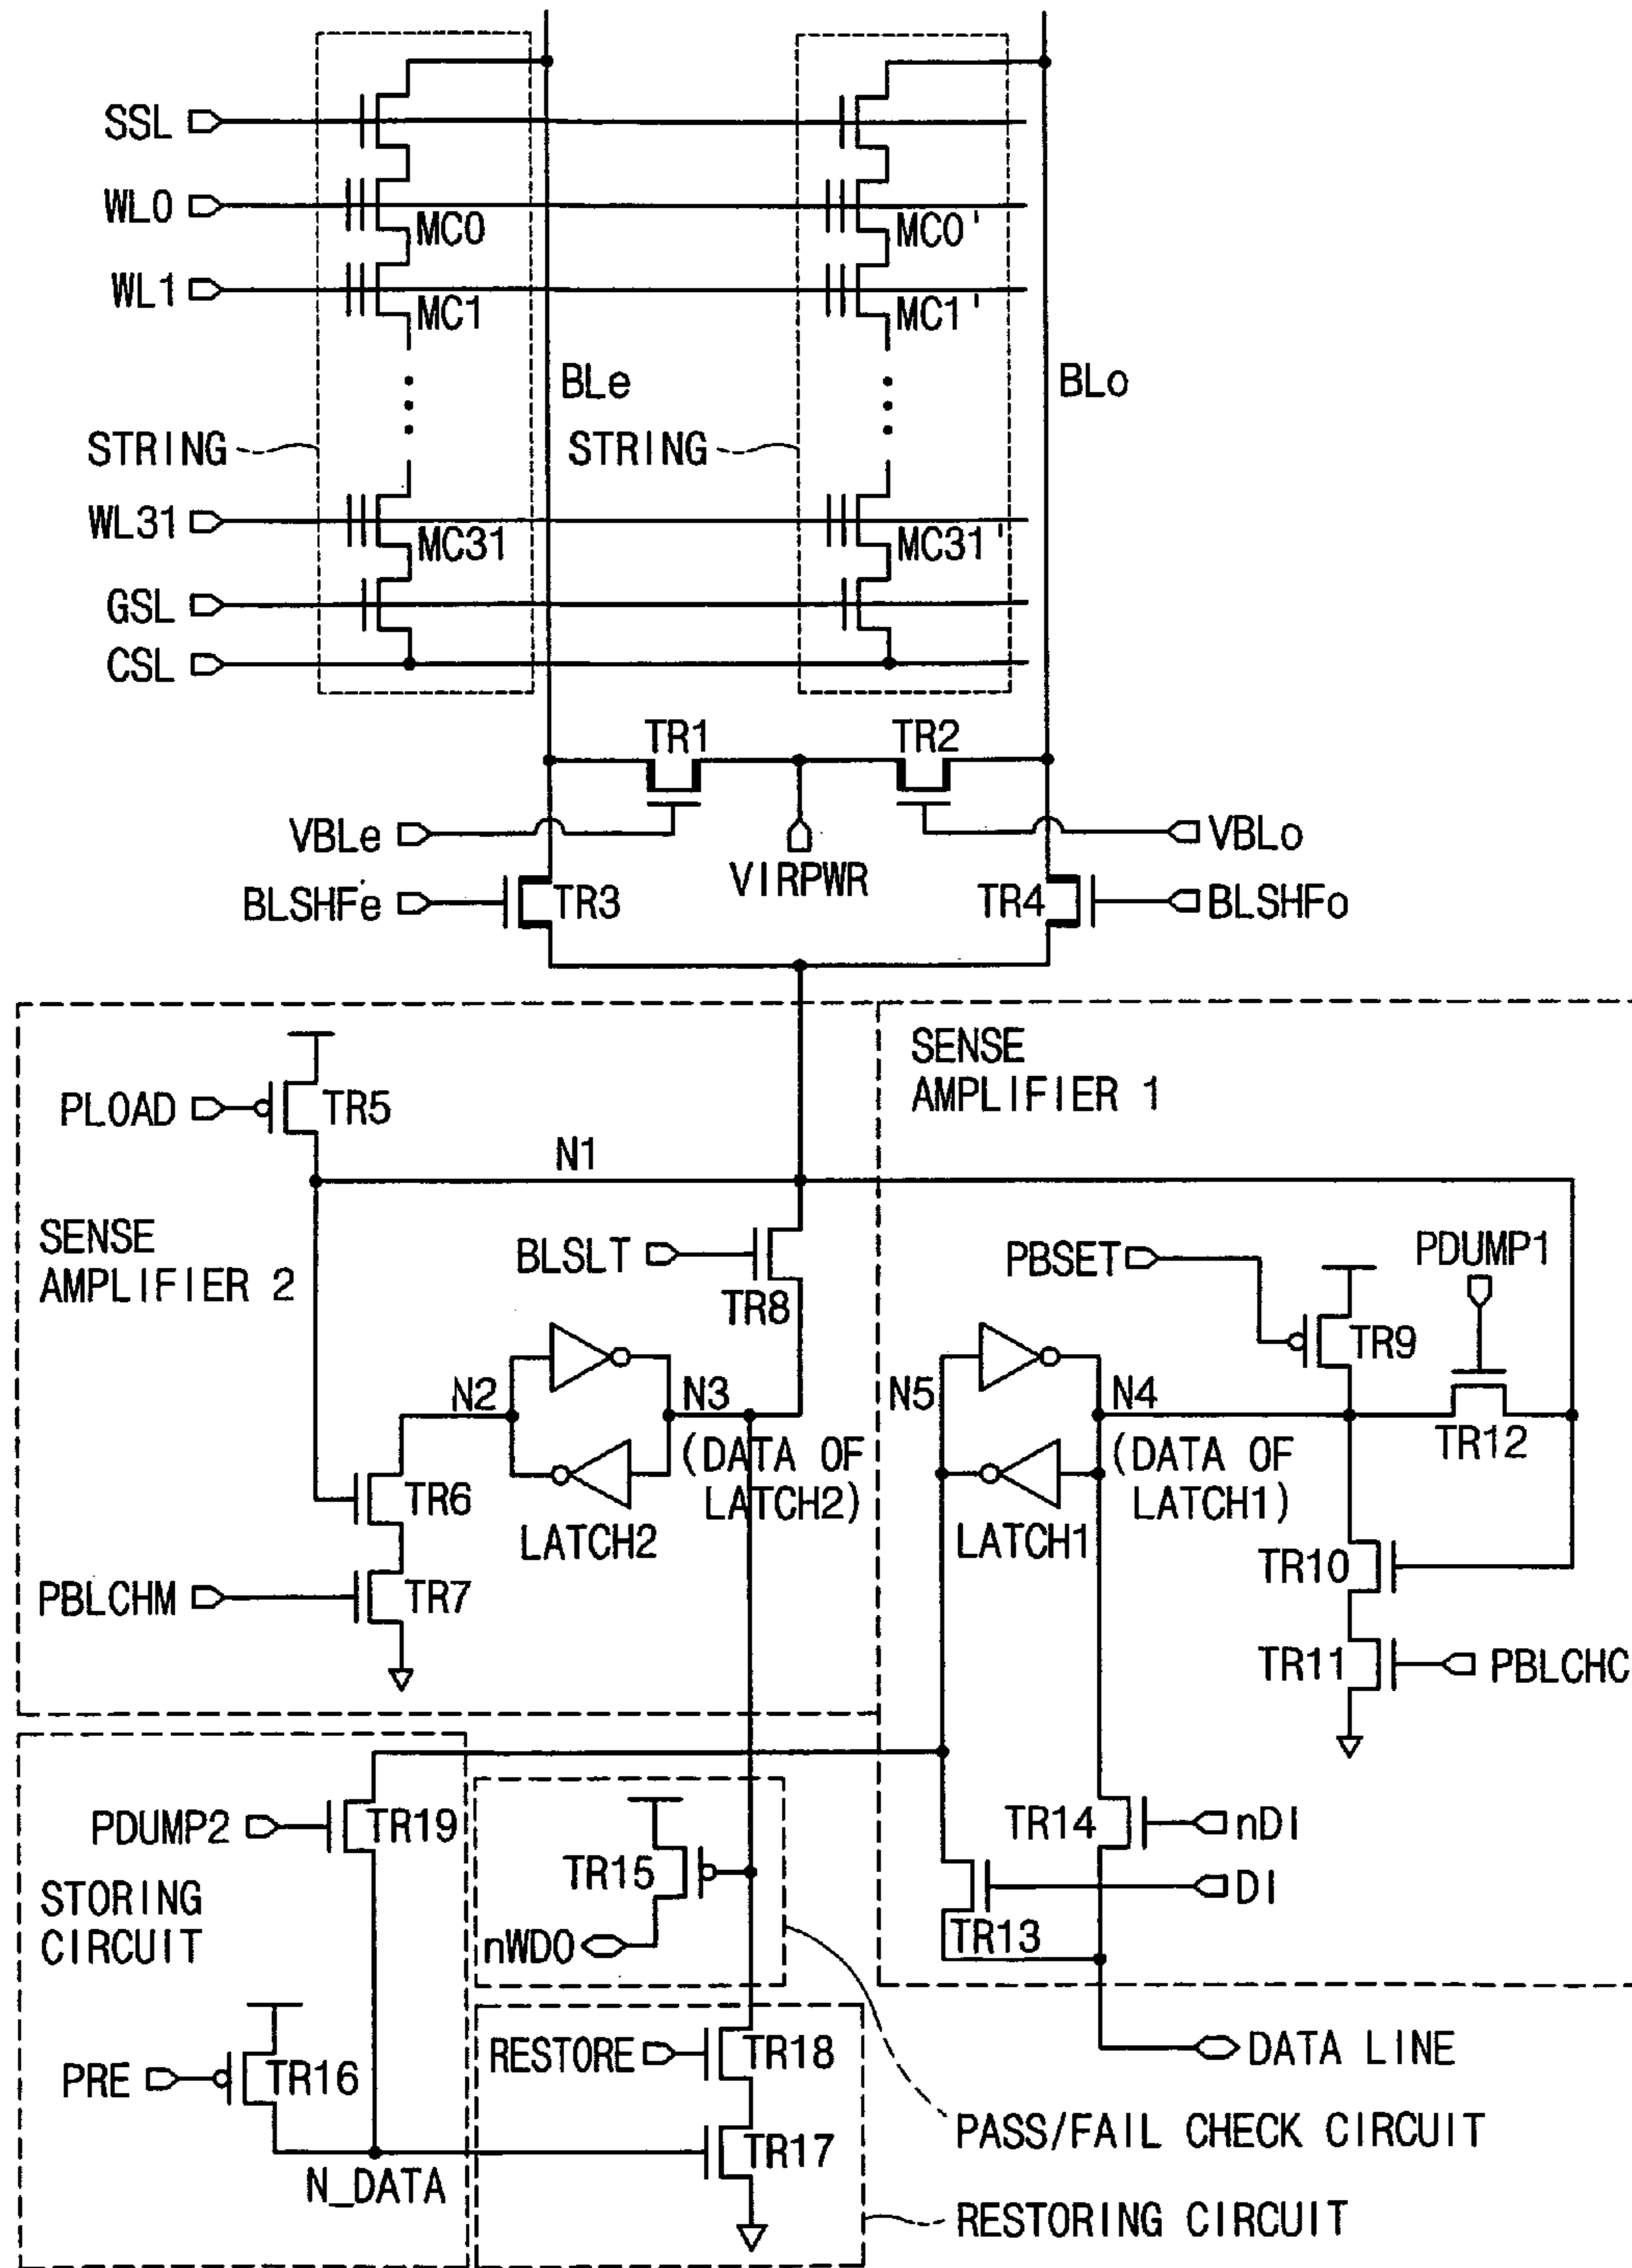 SSL
WL0
MC0
MC0'
WL1
MC1
MC1'
BLe
BLo
STRING
STRING
WL31
MC31
MC31'
GSL
CSL
TR1
TR2
VBLe
VBLo
VIRPWR
BLSHFe
TR3
TR4
BLSHFo
SENSE
AMPLIFIER 1
PLOAD
TR5
N1
SENSE
AMPLIFIER 2
BLSLT
TR8
PBSET
PDUMP1
TR9
N2
N3
N5
N4
TR12
(DATA OF
LATCH2)
(DATA OF
LATCH1)
TR6
LATCH2
LATCH1
TR10
PBLCHM
TR7
TR11
PBLCHC
PDUMP2
TR19
TR14
nDI
STORING
CIRCUIT
TR15
DI
nWDO
TR13
RESTORE
TR18
DATA LINE
PRE
TR16
PASS/FAIL CHECK CIRCUIT
TR17
N_DATA
RESTORING CIRCUIT